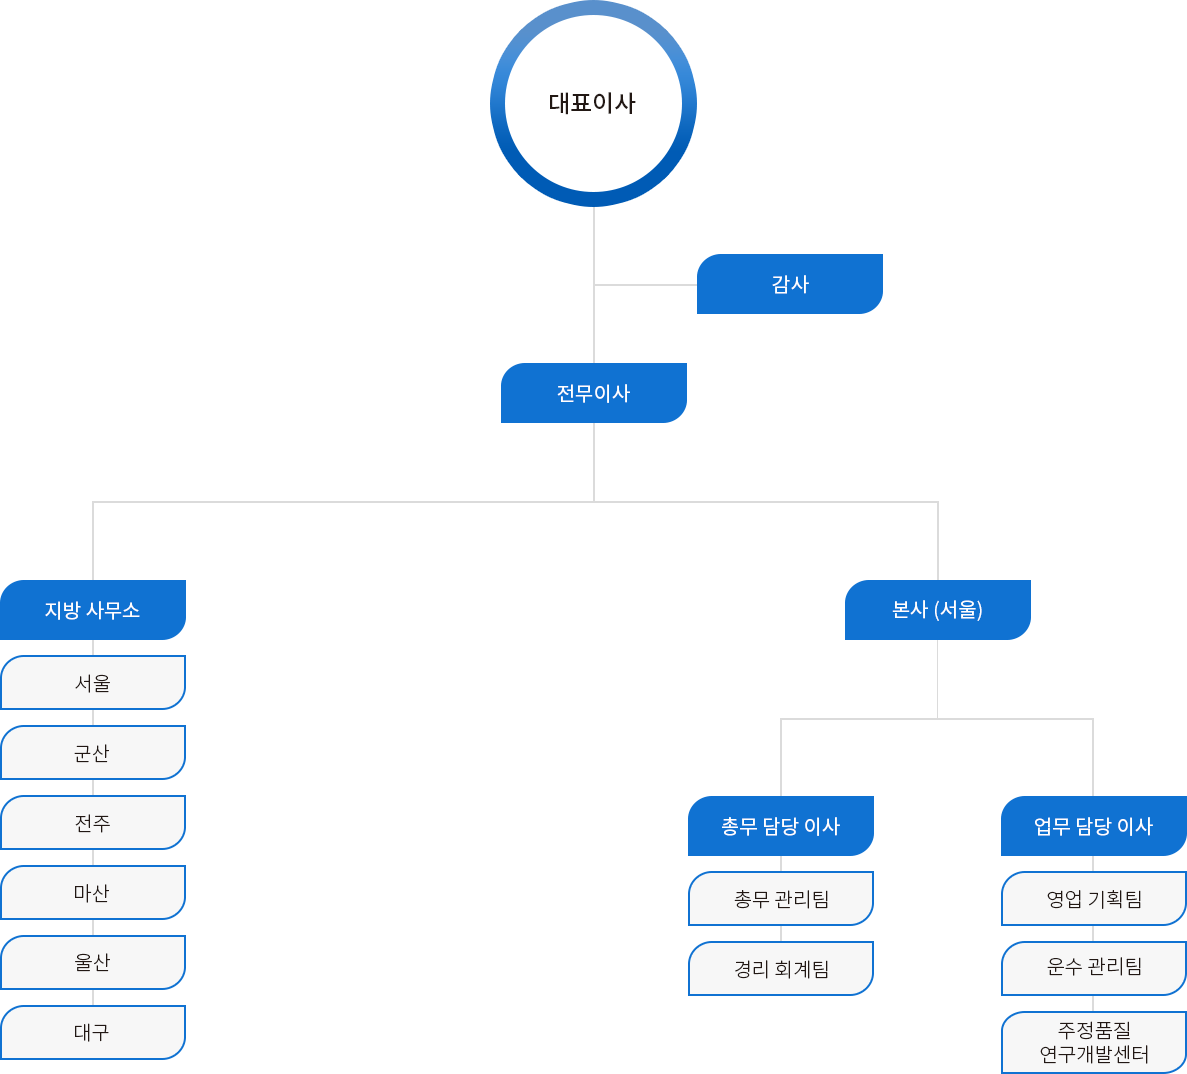 대표이사
감사
전무이사
지방 사무소
서울
군산
전주
마산
울산
대구
본사 (서울)
총무 담당 이사
총무 관리팀
경리 회계팀
업무 담당 이사
영업 기획팀
운수 관리팀
주정품질
연구개발센터